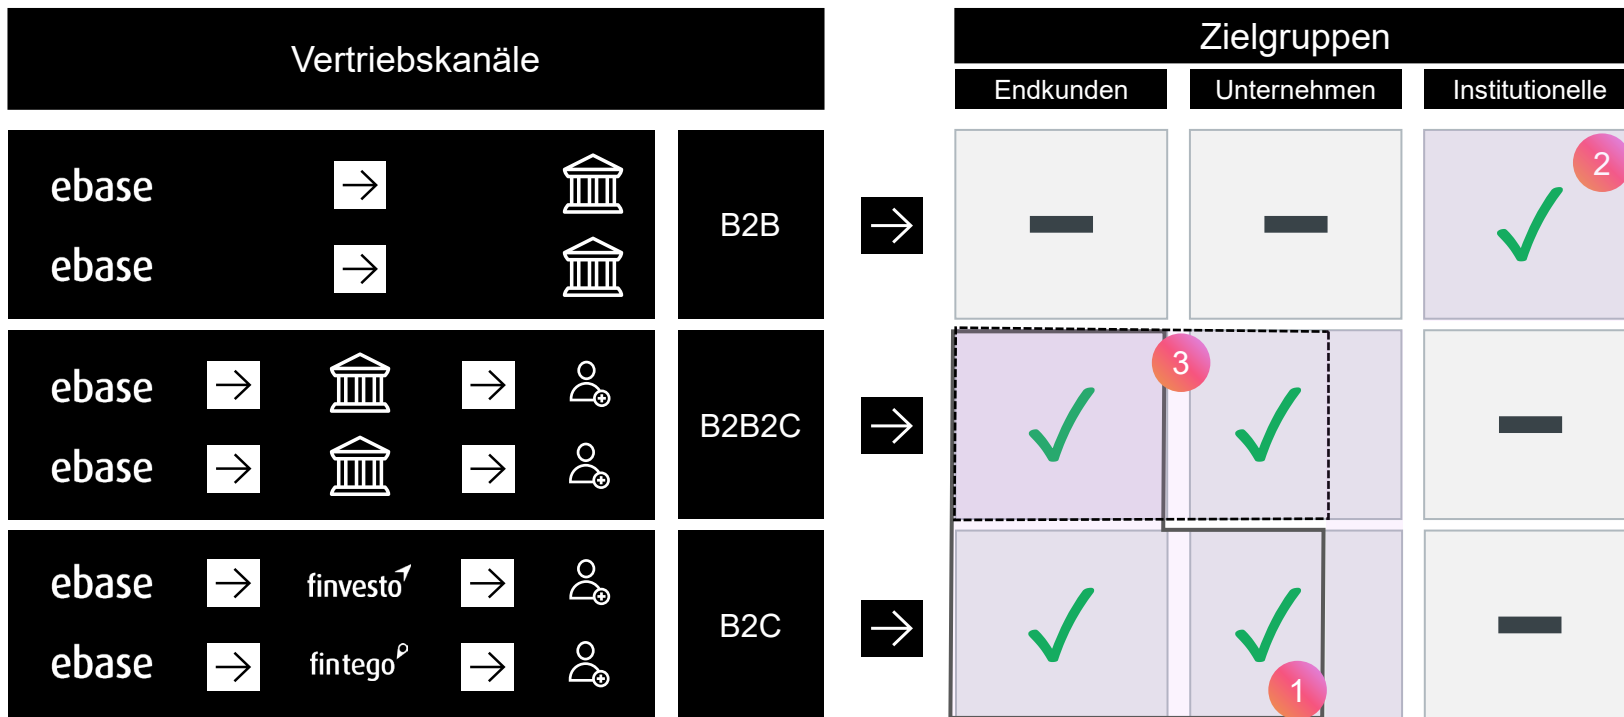 Vertriebskanäle
Zielgruppen
Endkunden
Unternehmen
Institutionelle
ebase
ebase
B2B
2
ebase
ebase
B2B2C
3
ebase
finvesto
ebase
fintego
B2C
1